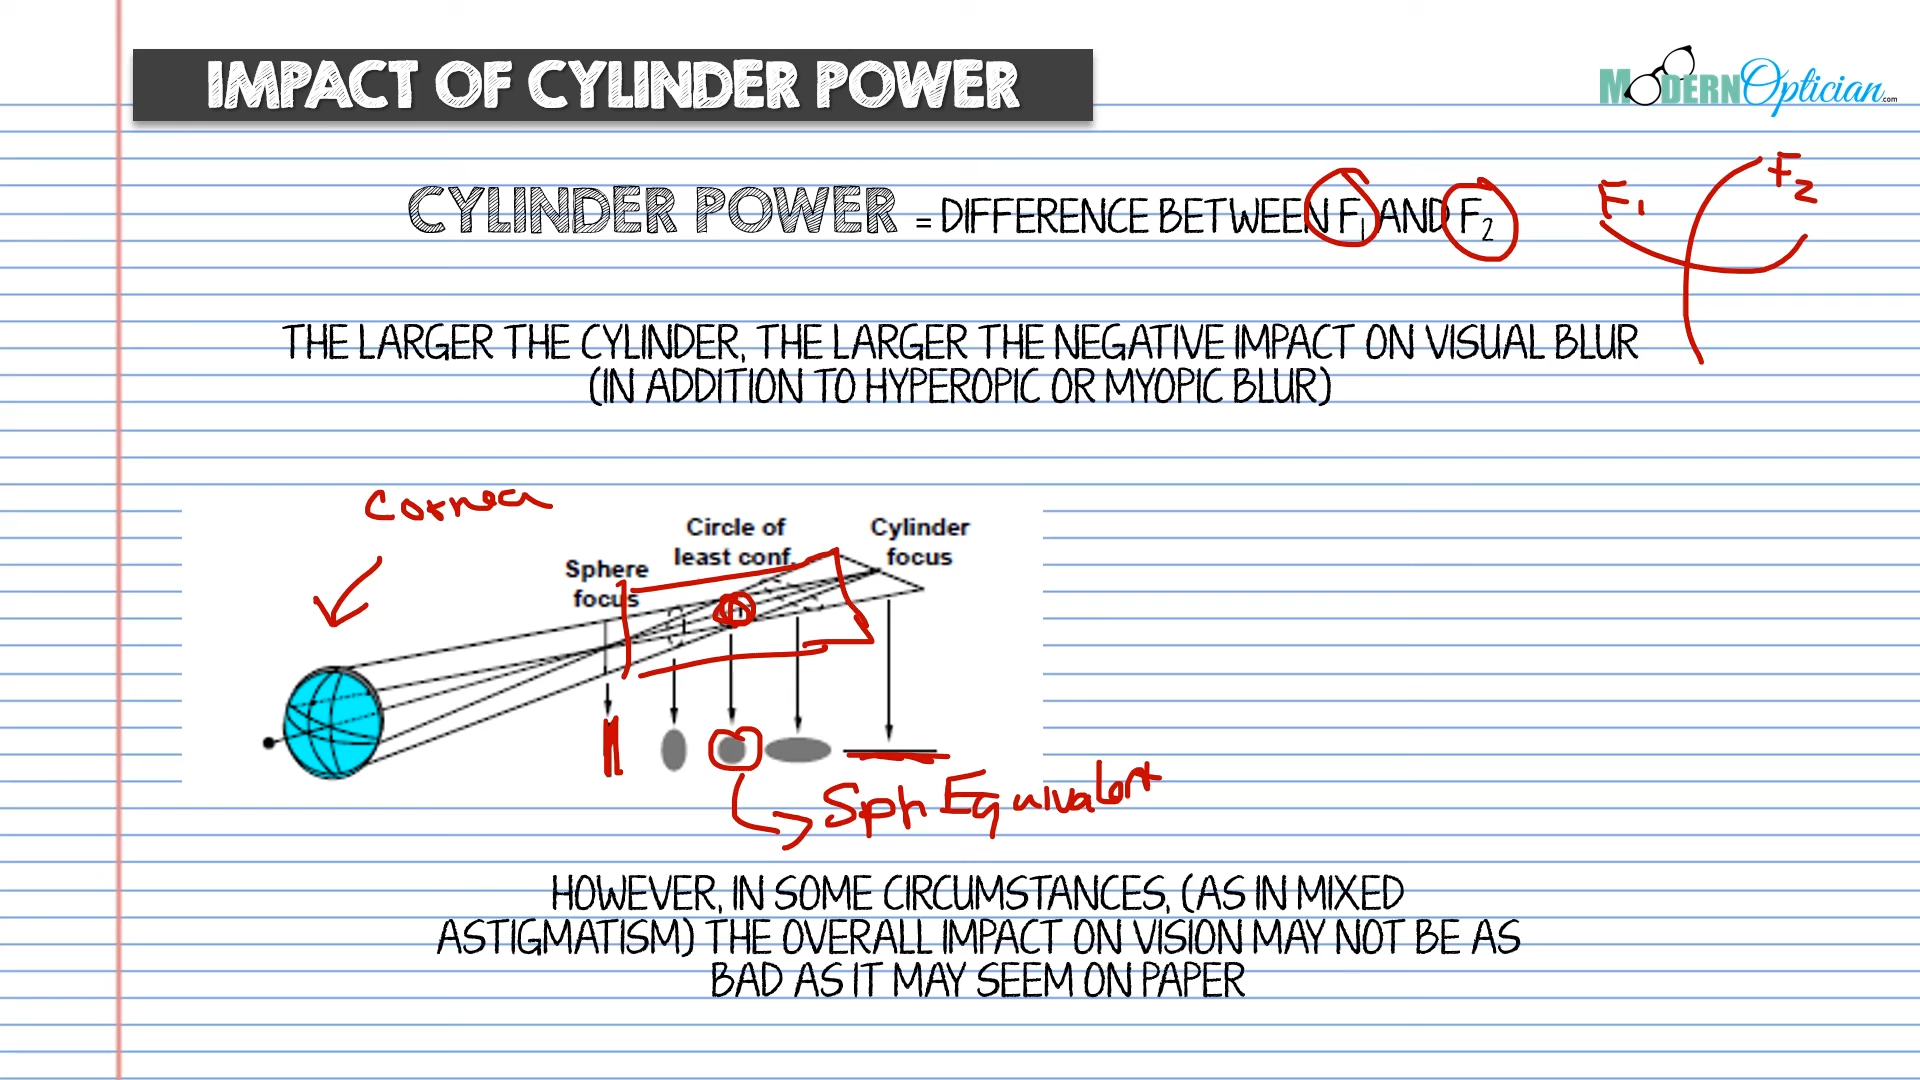 IMPACT OF CYLINDER POWER
MODERN Optician.com
CYLINDER POWER = DIFFERENCE BETWEEN F1 AND F2
F1
F2
THE LARGER THE CYLINDER, THE LARGER THE NEGATIVE IMPACT ON VISUAL BLUR
(IN ADDITION TO HYPEROPIC OR MYOPIC BLUR)
Cornea
Circle of
least conf.
Cylinder
focus
Sphere
focus
Sph Equivalent
HOWEVER, IN SOME CIRCUMSTANCES, (AS IN MIXED
ASTIGMATISM) THE OVERALL IMPACT ON VISION MAY NOT BE AS
BAD AS IT MAY SEEM ON PAPER